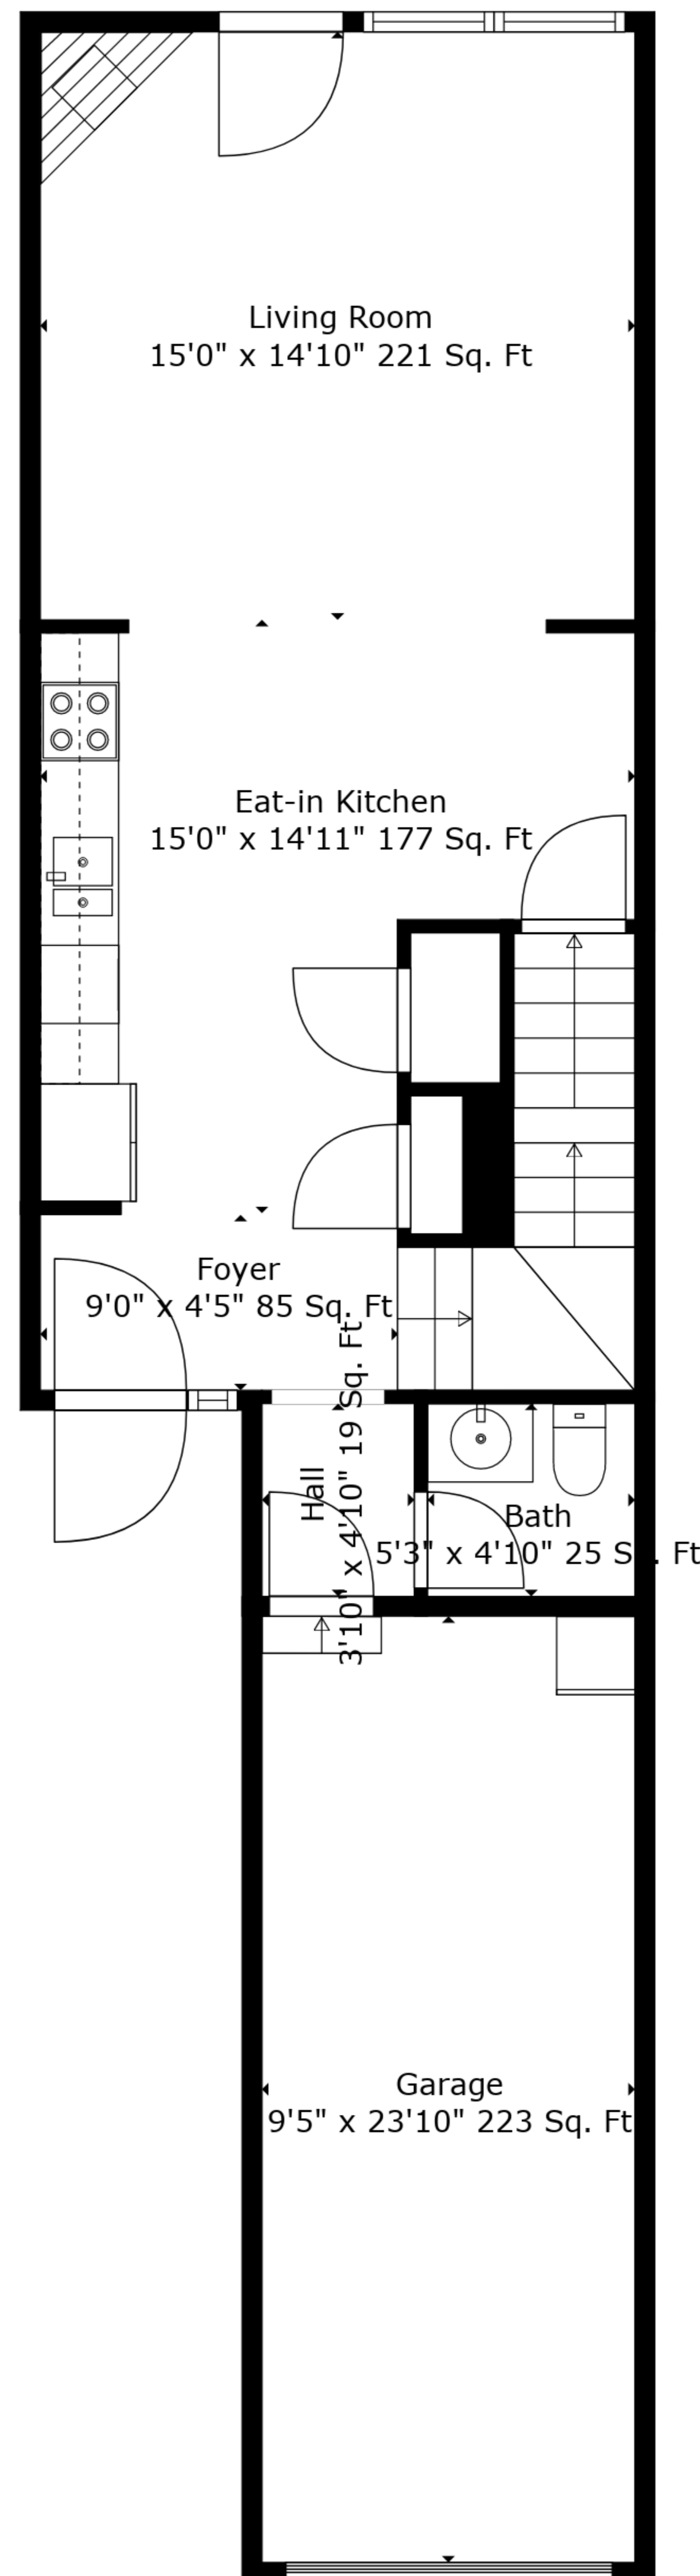 Living Room
15'0" x 14'10" 221 Sq. Ft
Eat-in Kitchen
15'0" x 14'11" 177 Sq. Ft
Foyer
9'0" x 4'5" 85 Sq. Ft
Hall
3'10" x 4'10" 19 Sq. Ft
Bath
5'3" x 4'10" 25 Sq. Ft
Garage
9'5" x 23'10" 223 Sq. Ft